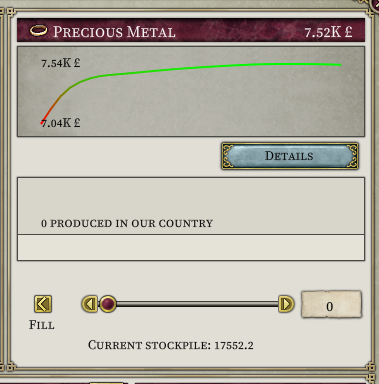 Precious Metal 7.52K £
7.54K £
7.04K £
Details
0 produced in our country
0
Fill
Current stockpile: 17552.2